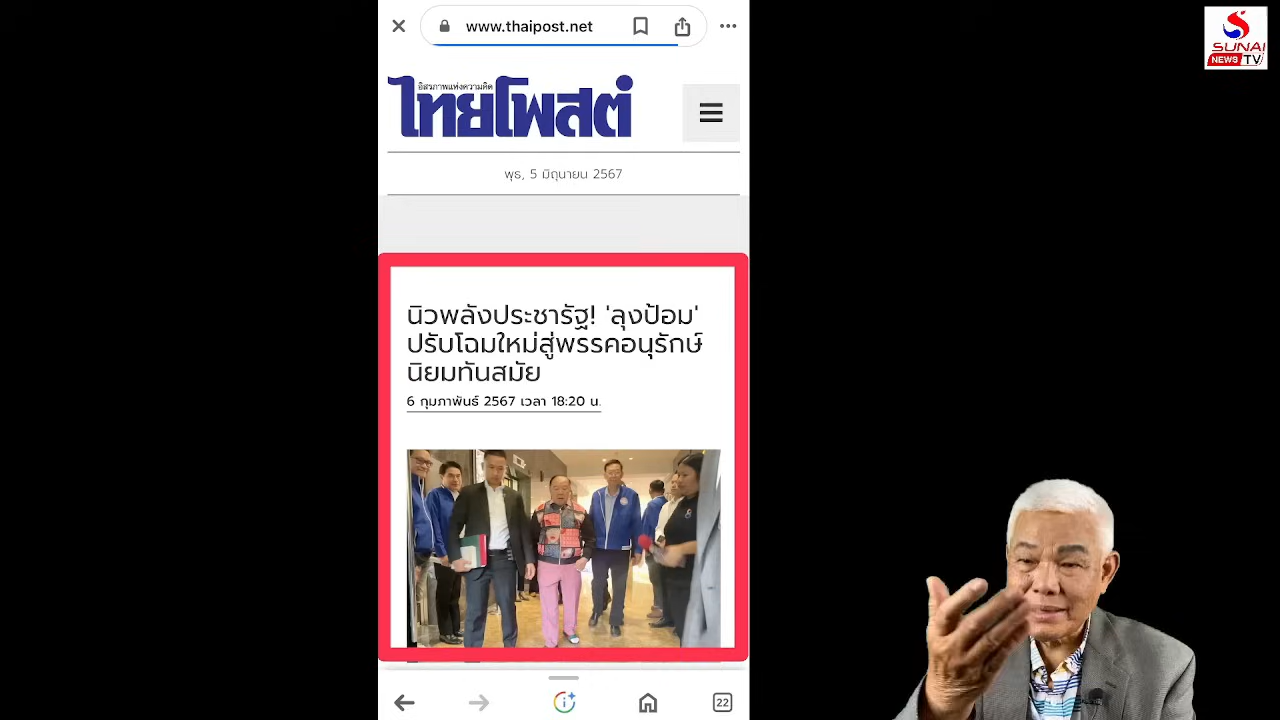 www.thaipost.net
SUNAI
NEWS TV
อิสรภาพแห่งความคิด
ไทยโพสต์
พุธ, 5 มิถุนายน 2567
นิวพลังประชารัฐ! 'ลุงป้อม'
ปรับโฉมใหม่สู่พรรคอนุรักษ์
นิยมทันสมัย
6 กุมภาพันธ์ 2567 เวลา 18:20 น.
22